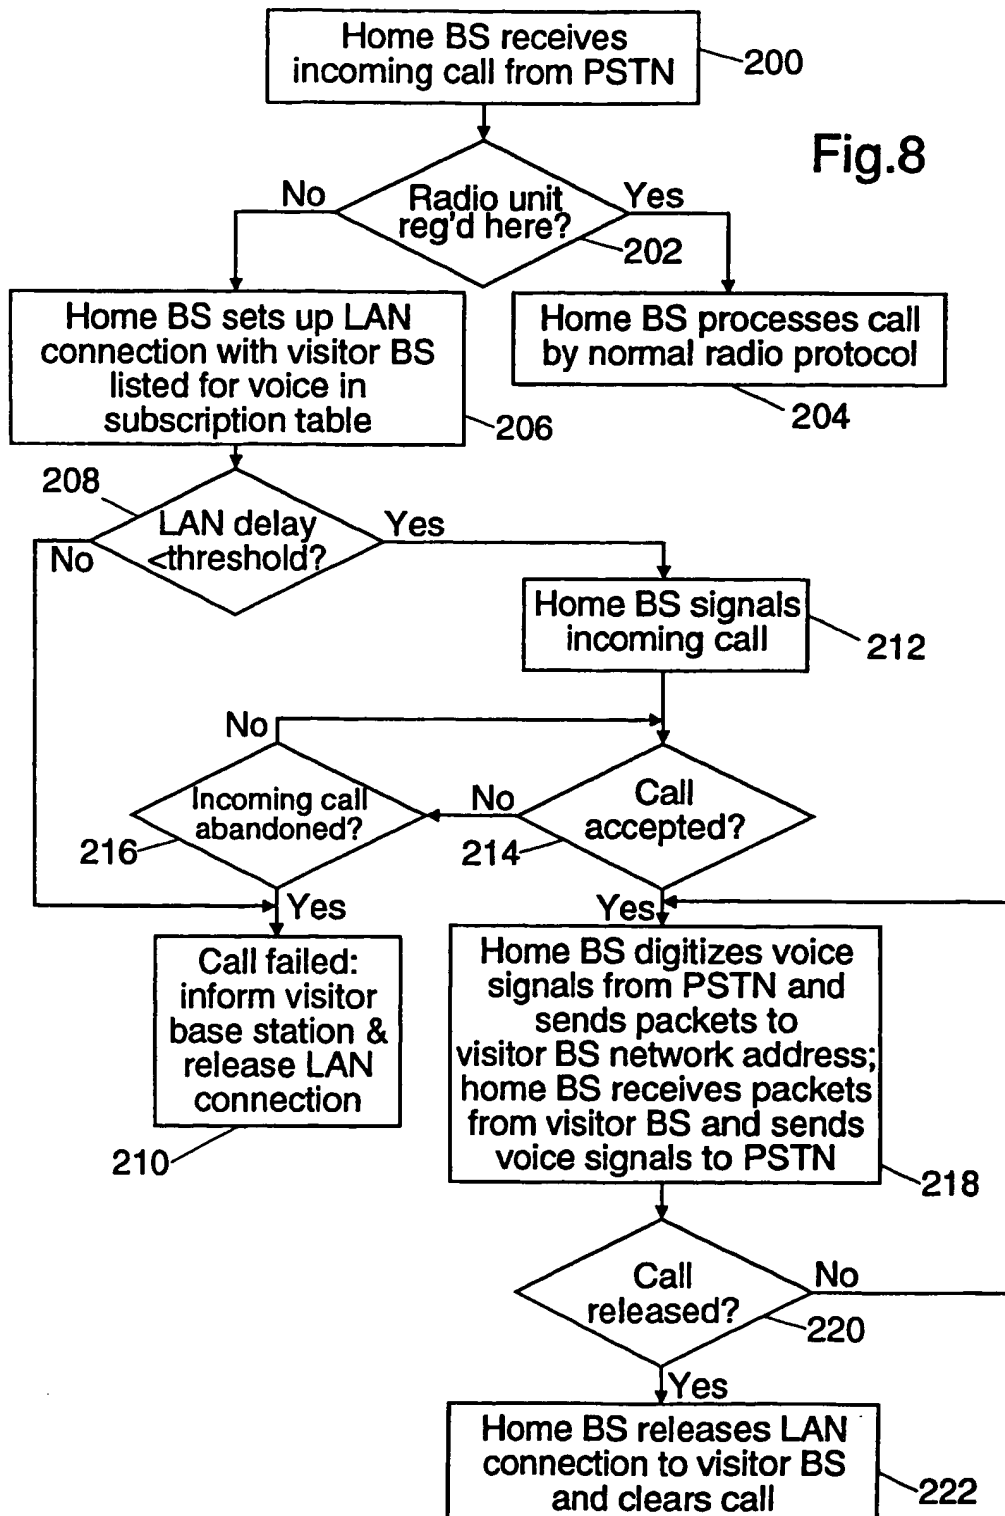 Home BS receives
incoming call from PSTN
200
Fig.8
No
Radio unit
reg'd here?
Yes
202
Home BS sets up LAN
connection with visitor BS
listed for voice in
subscription table
206
Home BS processes call
by normal radio protocol
204
208
LAN delay
<threshold?
Yes
No
Home BS signals
incoming call
212
No
Incoming call
abandoned?
216
No
Call
accepted?
214
Yes
Yes
Call failed:
inform visitor
base station &
release LAN
connection
210
Home BS digitizes voice
signals from PSTN and
sends packets to
visitor BS network address;
home BS receives packets
from visitor BS and sends
voice signals to PSTN
218
Call
released?
No
220
Yes
Home BS releases LAN
connection to visitor BS
and clears call
222